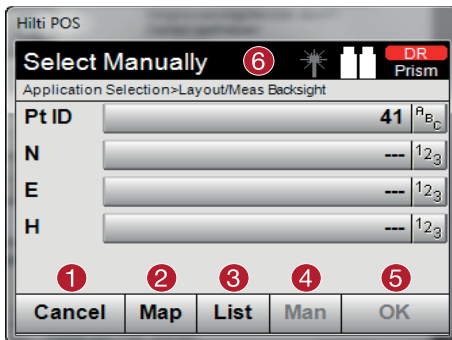 Hilti POS
Select Manually 6 DR
Prism
Application Selection>Layout/Meas Backsight
Pt ID 41 ABC
N --- 123
E --- 123
H --- 123
1 2 3 4 5
Cancel Map List Man OK